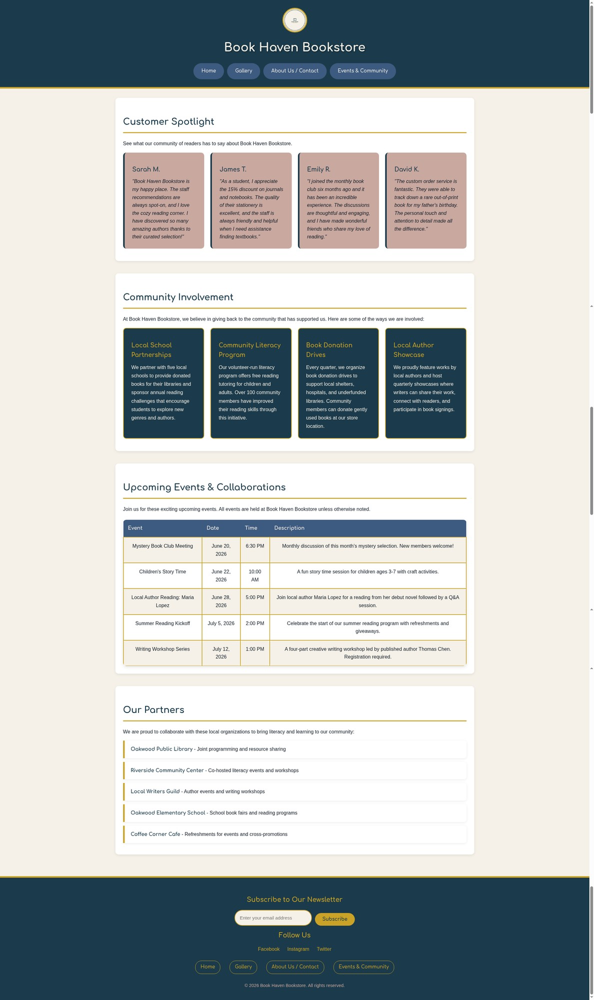 Book Haven Bookstore
Home
Gallery
About Us / Contact
Events & Community
Customer Spotlight
See what our community of readers has to say about Book Haven Bookstore.
Sarah M.
"Book Haven Bookstore is
my happy place. The staff
recommendations are
always spot-on, and I love
the cozy reading corner. I
have discovered so many
amazing authors thanks to
their curated selection!"
James T.
"As a student, I appreciate
the 15% discount on journals
and notebooks. The quality
of their stationery is
excellent, and the staff is
always friendly and helpful
when I need assistance
finding textbooks."
Emily R.
"I joined the monthly book
club six months ago and it
has been an incredible
experience. The discussions
are thoughtful and engaging,
and I have made wonderful
friends who share my love of
reading."
David K.
"The custom order service is
fantastic. They were able to
track down a rare out-of-print
book for my father's birthday.
The personal touch and
attention to detail made all
the difference."
Community Involvement
At Book Haven Bookstore, we believe in giving back to the community that has supported us. Here are some of the ways we are involved:
Local School
Partnerships
We partner with five local
schools to provide donated
books for their libraries and
sponsor annual reading
challenges that encourage
students to explore new
genres and authors.
Community Literacy
Program
Our volunteer-run literacy
program offers free reading
tutoring for children and
adults. Over 100 community
members have improved
their reading skills through
this initiative.
Book Donation
Drives
Every quarter, we organize
book donation drives to
support local shelters,
hospitals, and underfunded
libraries. Community
members can donate gently
used books at our store
location.
Local Author
Showcase
We proudly feature works by
local authors and host
quarterly showcases where
writers can share their work,
connect with readers, and
participate in book signings.
Upcoming Events & Collaborations
Join us for these exciting upcoming events. All events are held at Book Haven Bookstore unless otherwise noted.
Event Date Time Description
Mystery Book Club Meeting
June 20,
2026
6:30 PM
Monthly discussion of this month's mystery selection. New members welcome!
Children's Story Time
June 22,
2026
10:00
AM
A fun story time session for children ages 3-7 with craft activities.
Local Author Reading: Maria
Lopez
June 28,
2026
5:00 PM
Join local author Maria Lopez for a reading from her debut novel followed by a Q&A
session.
Summer Reading Kickoff
July 5, 2026
2:00 PM
Celebrate the start of our summer reading program with refreshments and
giveaways.
Writing Workshop Series
July 12,
2026
1:00 PM
A four-part creative writing workshop led by published author Thomas Chen.
Registration required.
Our Partners
We are proud to collaborate with these local organizations to bring literacy and learning to our community:
Oakwood Public Library - Joint programming and resource sharing
Riverside Community Center - Co-hosted literacy events and workshops
Local Writers Guild - Author events and writing workshops
Oakwood Elementary School - School book fairs and reading programs
Coffee Corner Cafe - Refreshments for events and cross-promotions
Subscribe to Our Newsletter
Enter your email address
Subscribe
Follow Us
Facebook Instagram Twitter
Home
Gallery
About Us / Contact
Events & Community
© 2026 Book Haven Bookstore. All rights reserved.